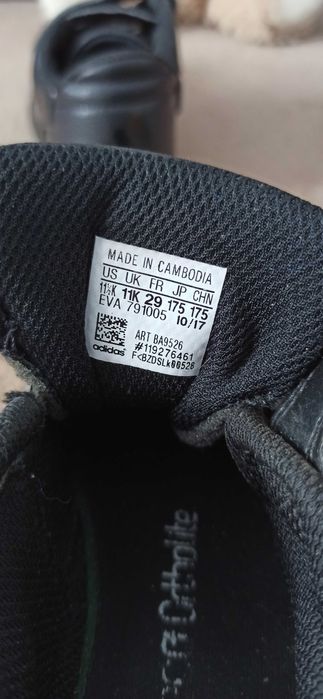 MADE IN CAMBODIA
US UK FR JP CHN
11½K 11K 29 175 175
EVA 791005 10/17
ART BA9526
#119276461
adidas F<BZDSLk00528
Ortholite